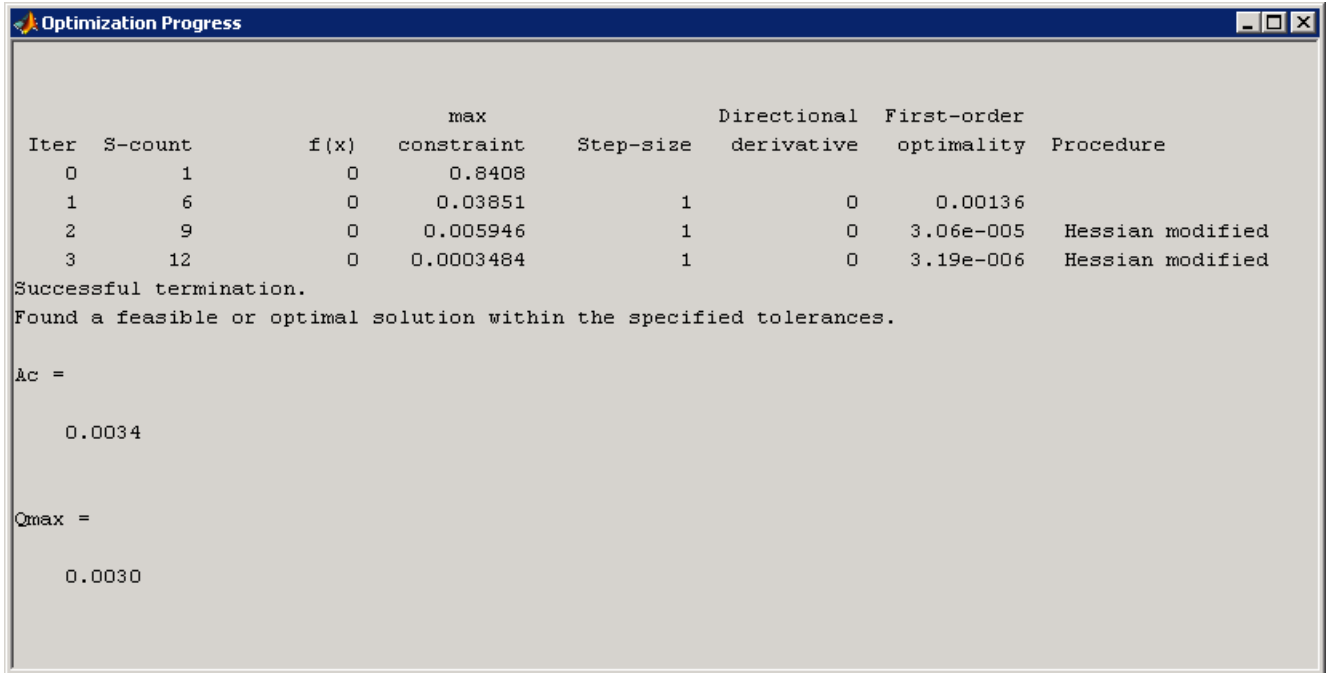 Optimization Progress
max Directional First-order
Iter S-count f(x) constraint Step-size derivative optimality Procedure
0 1 0 0.8408
1 6 0 0.03851 1 0 0.00136
2 9 0 0.005946 1 0 3.06e-005 Hessian modified
3 12 0 0.0003484 1 0 3.19e-006 Hessian modified
Successful termination.
Found a feasible or optimal solution within the specified tolerances.
Ac =
0.0034
Qmax =
0.0030